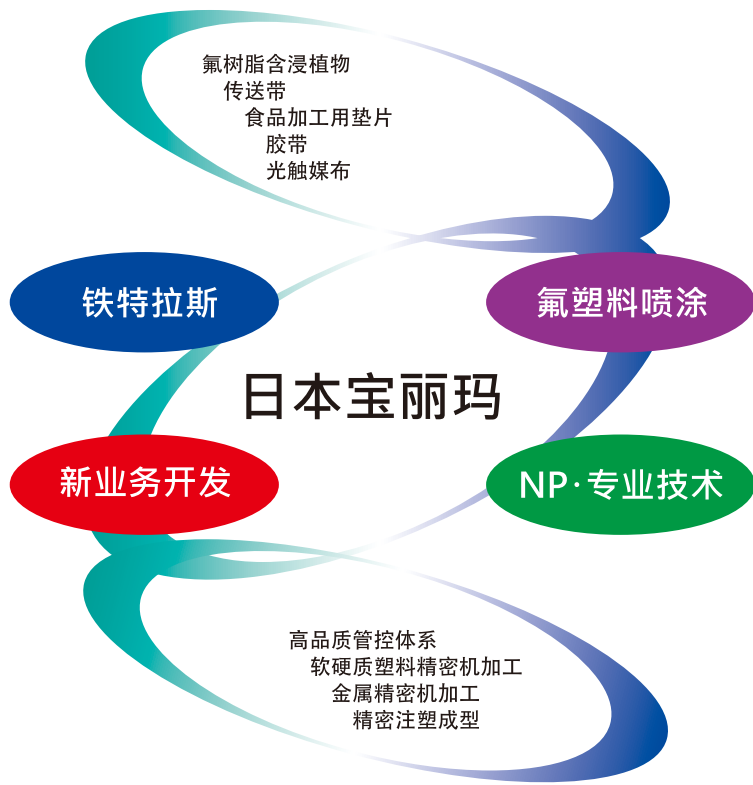 氟树脂含浸植物
传送带
食品加工用垫片
胶带
光触媒布
铁特拉斯
氟塑料喷涂
日本宝丽玛
新业务开发
NP·专业技术
高品质管控体系
软硬质塑料精密机加工
金属精密机加工
精密注塑成型